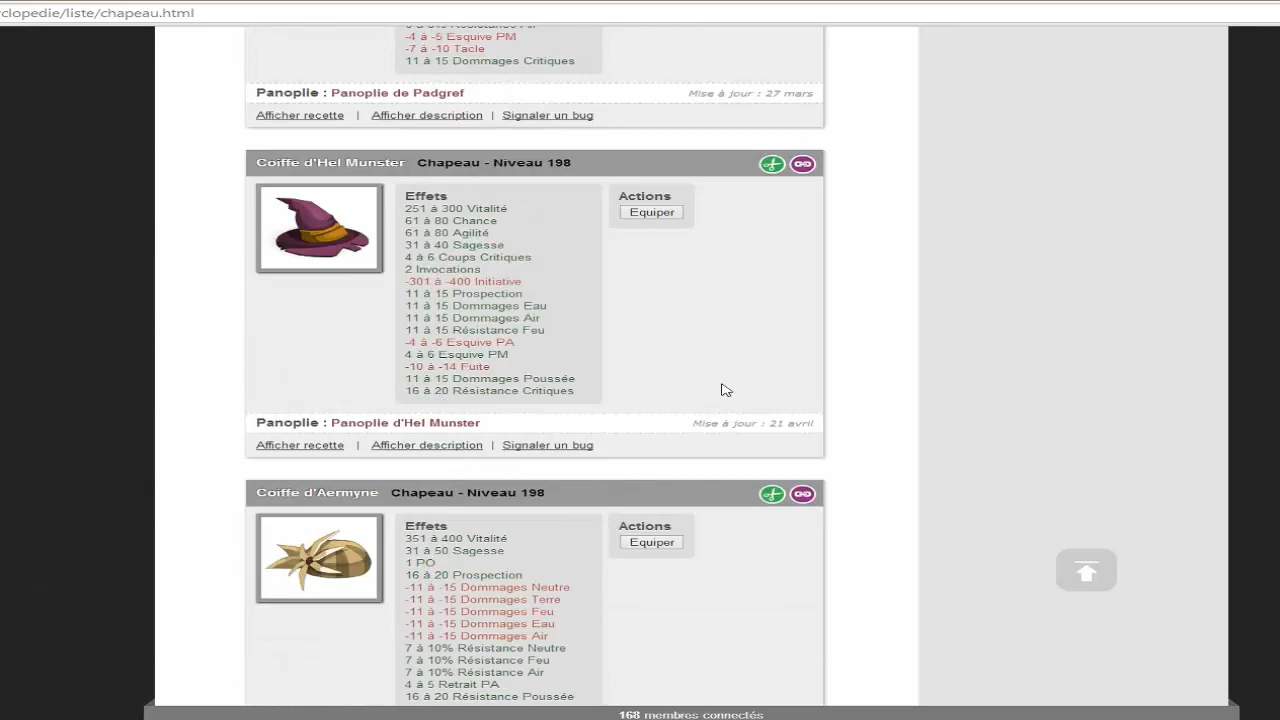 clopedie/liste/chapeau.html
-4 à -5 Esquive PM
-7 à -10 Tacle
11 à 15 Dommages Critiques
Panoplie : Panoplie de Padgref
Mise à jour : 27 mars
Afficher recette | Afficher description | Signaler un bug
Coiffe d'Hel Munster Chapeau - Niveau 198
Effets
251 à 300 Vitalité
61 à 80 Chance
61 à 80 Agilité
31 à 40 Sagesse
4 à 6 Coups Critiques
2 Invocations
-301 à -400 Initiative
11 à 15 Prospection
11 à 15 Dommages Eau
11 à 15 Dommages Air
11 à 15 Résistance Feu
-4 à -6 Esquive PA
4 à 6 Esquive PM
-10 à -14 Fuite
11 à 15 Dommages Poussée
16 à 20 Résistance Critiques
Actions
Equiper
Panoplie : Panoplie d'Hel Munster
Mise à jour : 21 avril
Afficher recette | Afficher description | Signaler un bug
Coiffe d'Aermyne Chapeau - Niveau 198
Effets
351 à 400 Vitalité
31 à 50 Sagesse
1 PO
16 à 20 Prospection
-11 à -15 Dommages Neutre
-11 à -15 Dommages Terre
-11 à -15 Dommages Feu
-11 à -15 Dommages Eau
-11 à -15 Dommages Air
7 à 10% Résistance Neutre
7 à 10% Résistance Feu
7 à 10% Résistance Air
4 à 5 Retrait PA
16 à 20 Résistance Poussée
Actions
Equiper
168 membres connectés